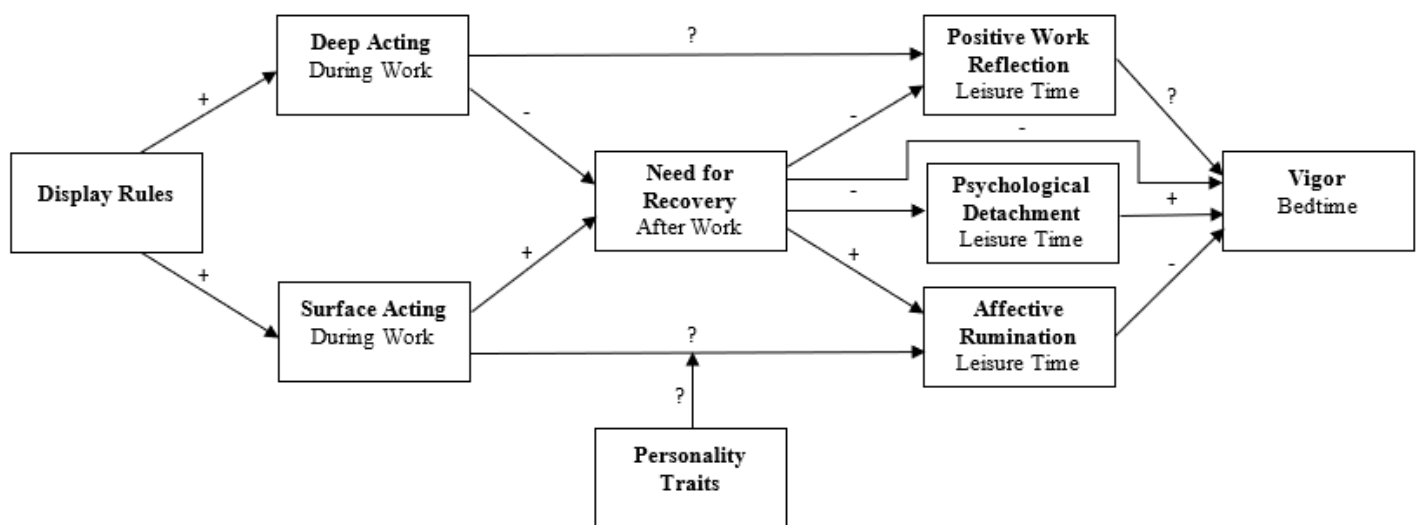 Deep Acting
During Work
?
Positive Work
Reflection
Leisure Time
+
-
-
?
-
Display Rules
Need for
Recovery
After Work
-
Psychological
Detachment
Leisure Time
+
Vigor
Bedtime
+
+
+
-
Surface Acting
During Work
?
Affective
Rumination
Leisure Time
?
Personality
Traits